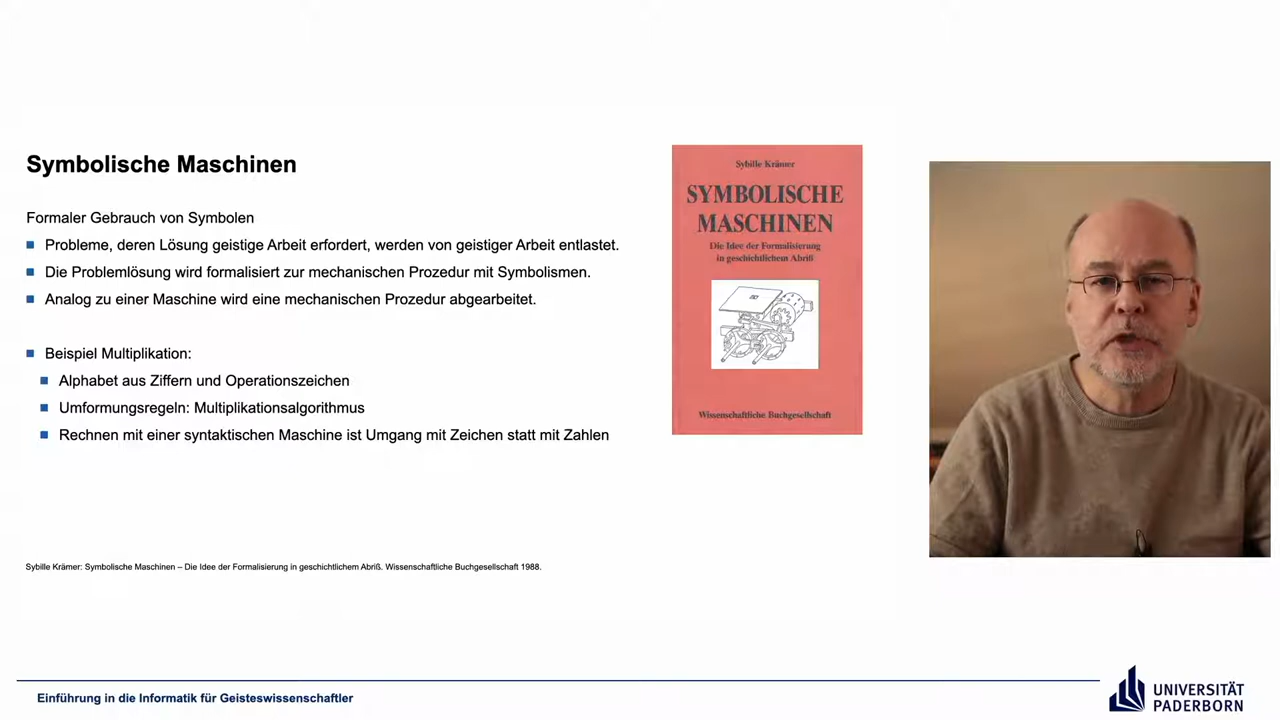 Symbolische Maschinen
Formaler Gebrauch von Symbolen
Probleme, deren Lösung geistige Arbeit erfordert, werden von geistiger Arbeit entlastet.
Die Problemlösung wird formalisiert zur mechanischen Prozedur mit Symbolismen.
Analog zu einer Maschine wird eine mechanischen Prozedur abgearbeitet.
Beispiel Multiplikation:
Alphabet aus Ziffern und Operationszeichen
Umformungsregeln: Multiplikationsalgorithmus
Rechnen mit einer syntaktischen Maschine ist Umgang mit Zeichen statt mit Zahlen
Sybille Krämer: Symbolische Maschinen – Die Idee der Formalisierung in geschichtlichem Abriß. Wissenschaftliche Buchgesellschaft 1988.
Sybille Krämer
SYMBOLISCHE
MASCHINEN
Die Idee der Formalisierung
in geschichtlichem Abriß
Wissenschaftliche Buchgesellschaft
Einführung in die Informatik für Geisteswissenschaftler
UNIVERSITÄT
PADERBORN